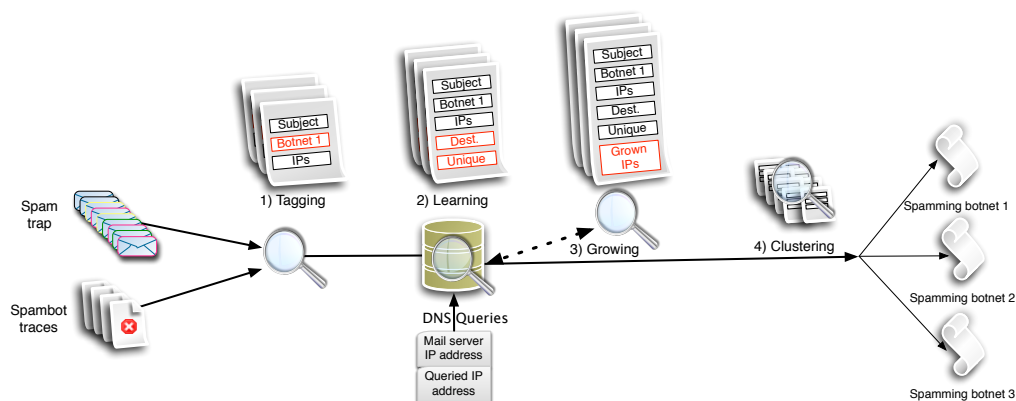 Spam
trap
Spambot
traces
Subject
Botnet 1
IPs
1) Tagging
Subject
Botnet 1
IPs
Dest.
Unique
2) Learning
DNS Queries
Mail server
IP address
Queried IP
address
Subject
Botnet 1
IPs
Dest.
Unique
Grown
IPs
3) Growing
4) Clustering
Spamming botnet 1
Spamming botnet 2
Spamming botnet 3